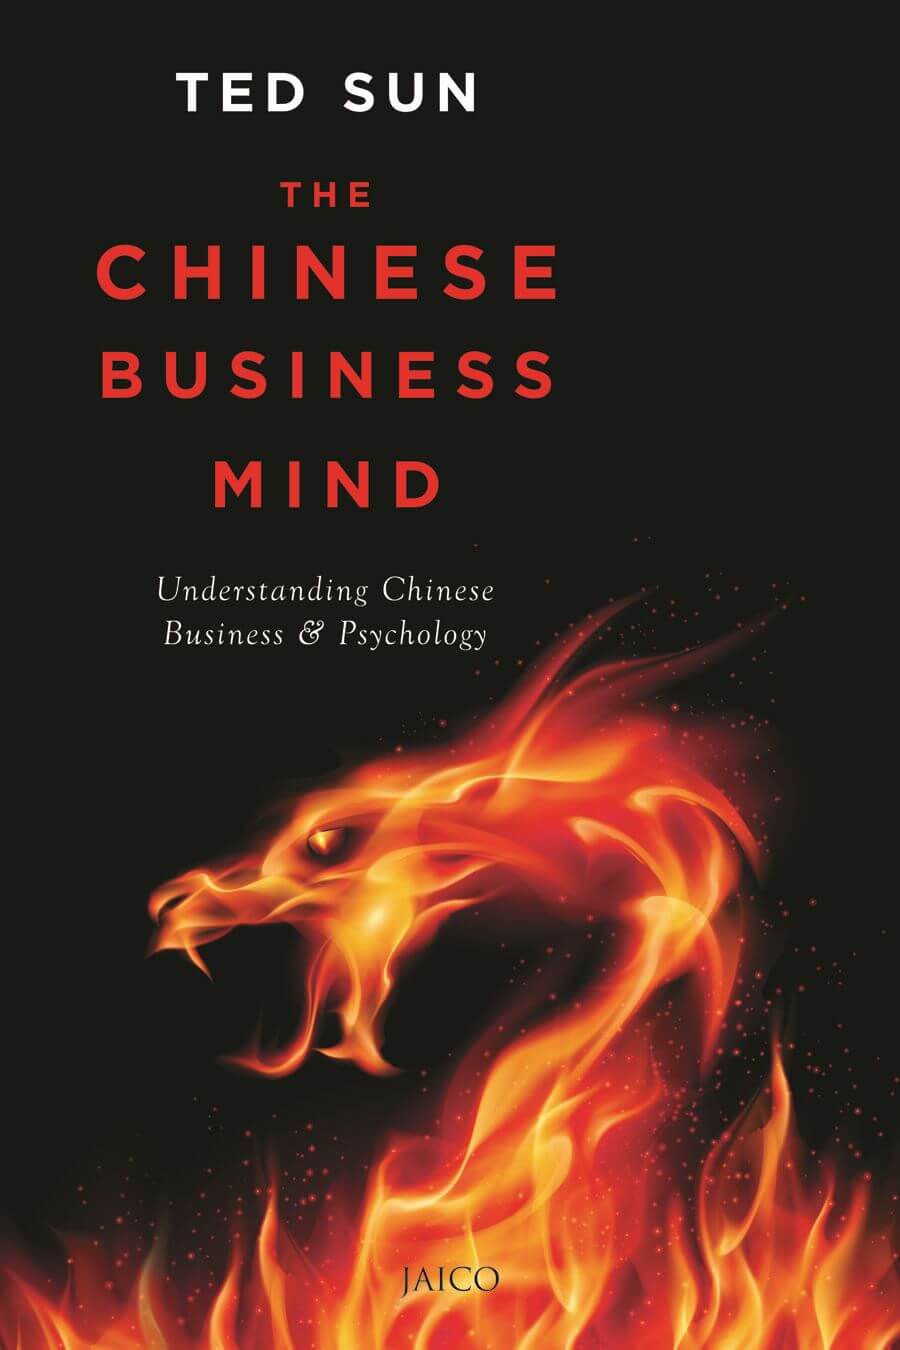 TED SUN
THE
CHINESE
BUSINESS
MIND
Understanding Chinese
Business & Psychology
JAICO